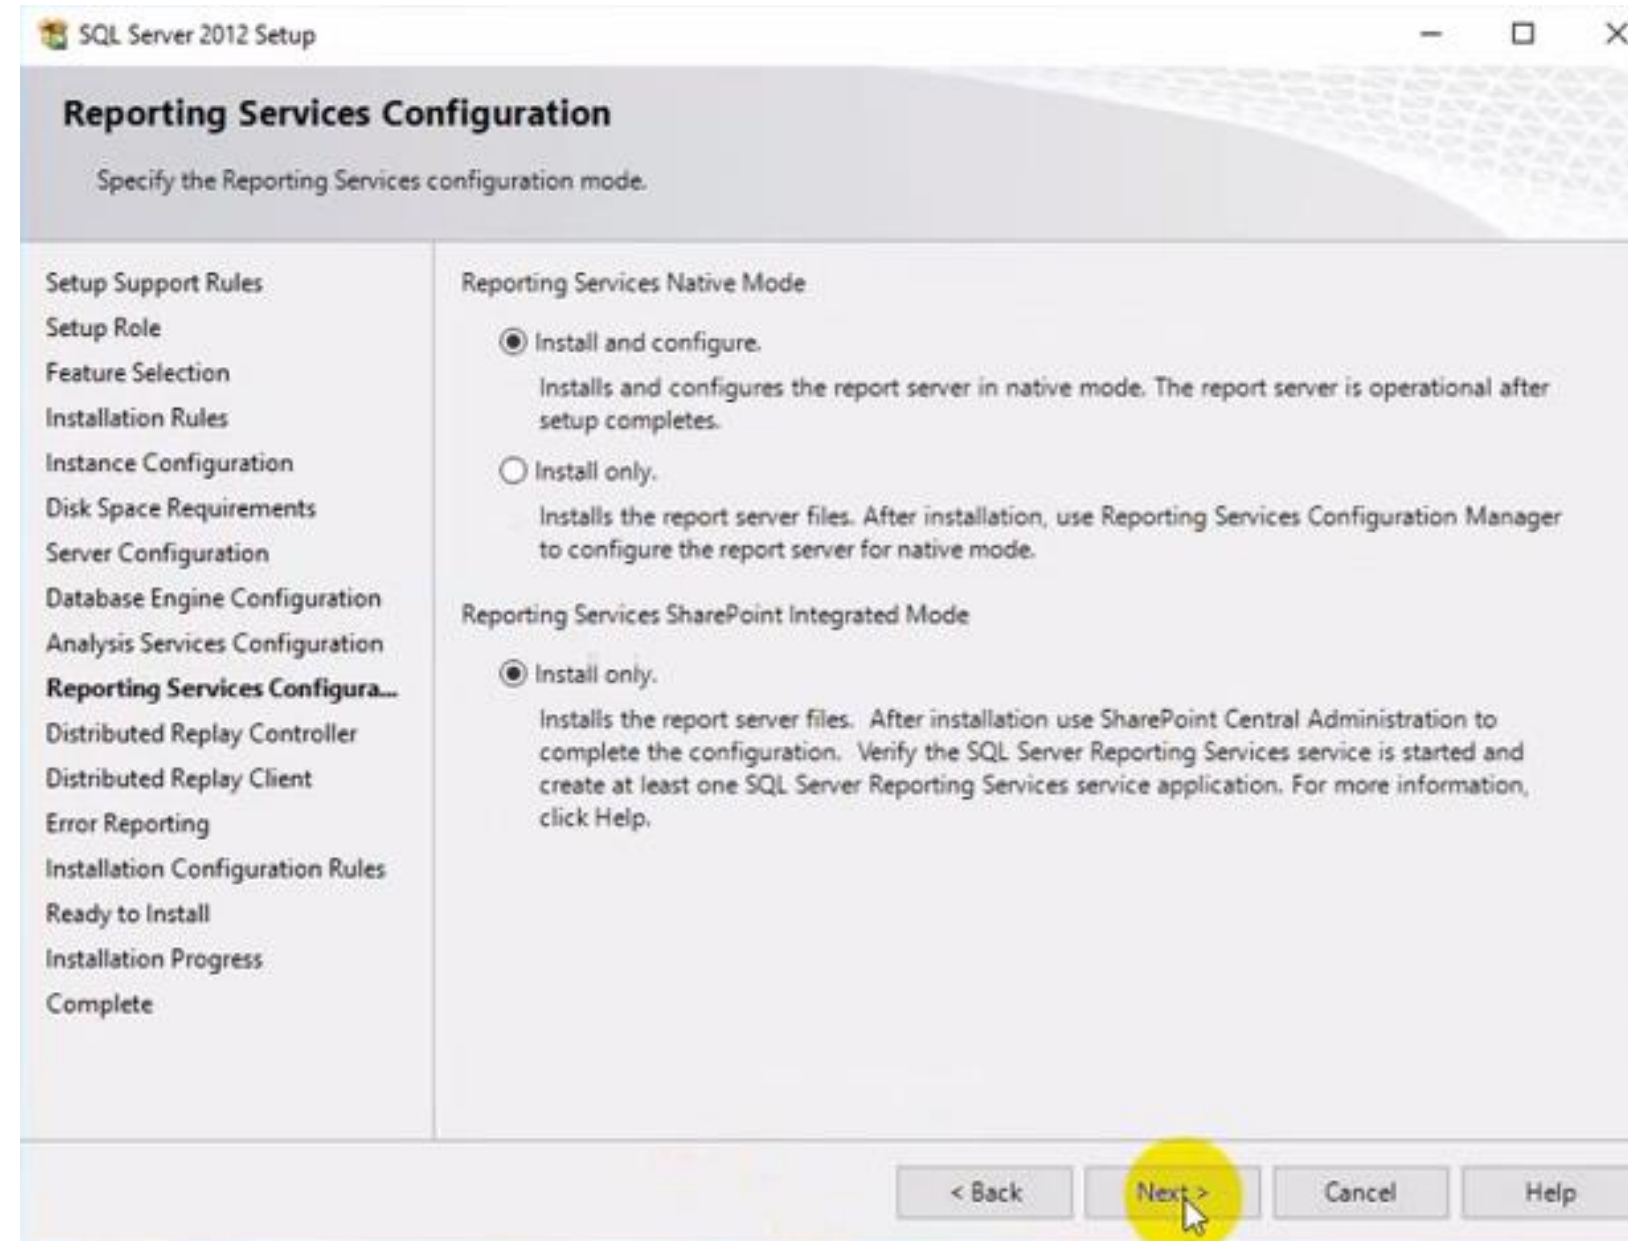 SQL Server 2012 Setup
Reporting Services Configuration
Specify the Reporting Services configuration mode.
Setup Support Rules
Setup Role
Feature Selection
Installation Rules
Instance Configuration
Disk Space Requirements
Server Configuration
Database Engine Configuration
Analysis Services Configuration
Reporting Services Configura...
Distributed Replay Controller
Distributed Replay Client
Error Reporting
Installation Configuration Rules
Ready to Install
Installation Progress
Complete
Reporting Services Native Mode
Install and configure.
Installs and configures the report server in native mode. The report server is operational after
setup completes.
Install only.
Installs the report server files. After installation, use Reporting Services Configuration Manager
to configure the report server for native mode.
Reporting Services SharePoint Integrated Mode
Install only.
Installs the report server files.  After installation use SharePoint Central Administration to
complete the configuration.  Verify the SQL Server Reporting Services service is started and
create at least one SQL Server Reporting Services service application. For more information,
click Help.
< Back
Next >
Cancel
Help